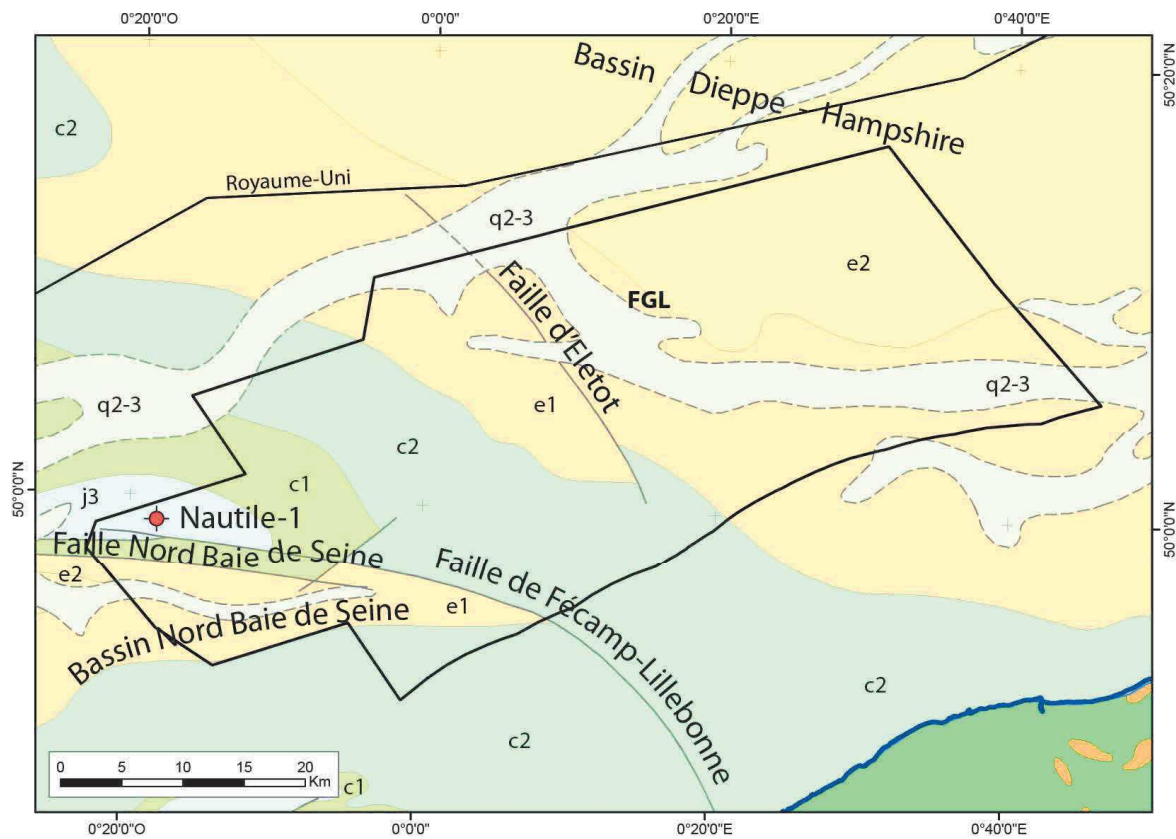 0°20'0"O
0°0'0"
0°20'0"E
0°40'0"E
50°20'0"N
Bassin Dieppe - Hampshire
c2
Royaume-Uni
q2-3
e2
FGL
Faille d'Eletot
q2-3
q2-3
e1
c2
c1
50°0'0"N
j3
Nautile-1
50°0'0"N
Faille Nord Baie de Seine
e2
Faille de Fécamp-Lillebonne
e1
Bassin Nord Baie de Seine
c2
c2
0 5 10 15 20
Km
c1
0°20'0"O
0°0'0"
0°20'0"E
0°40'0"E